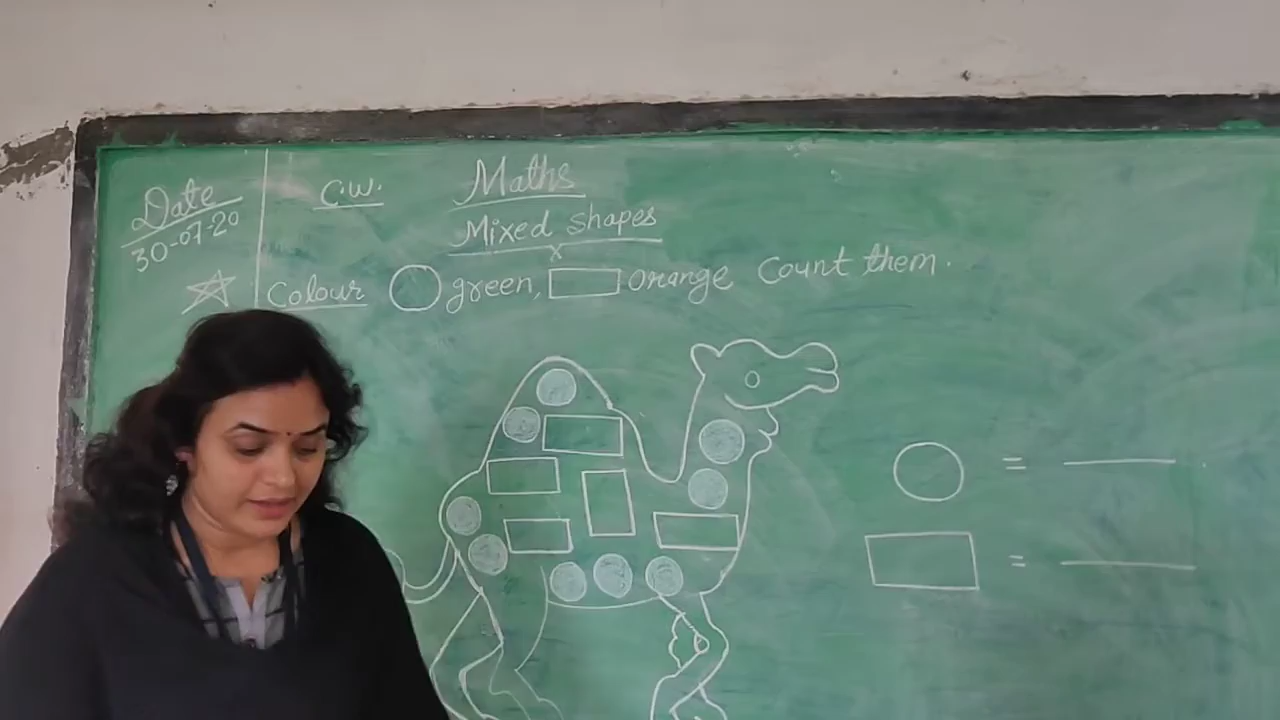 Date
30-07-20
C.W.
Maths
Mixed shapes
x
Colour green, orange Count them.
= 
=